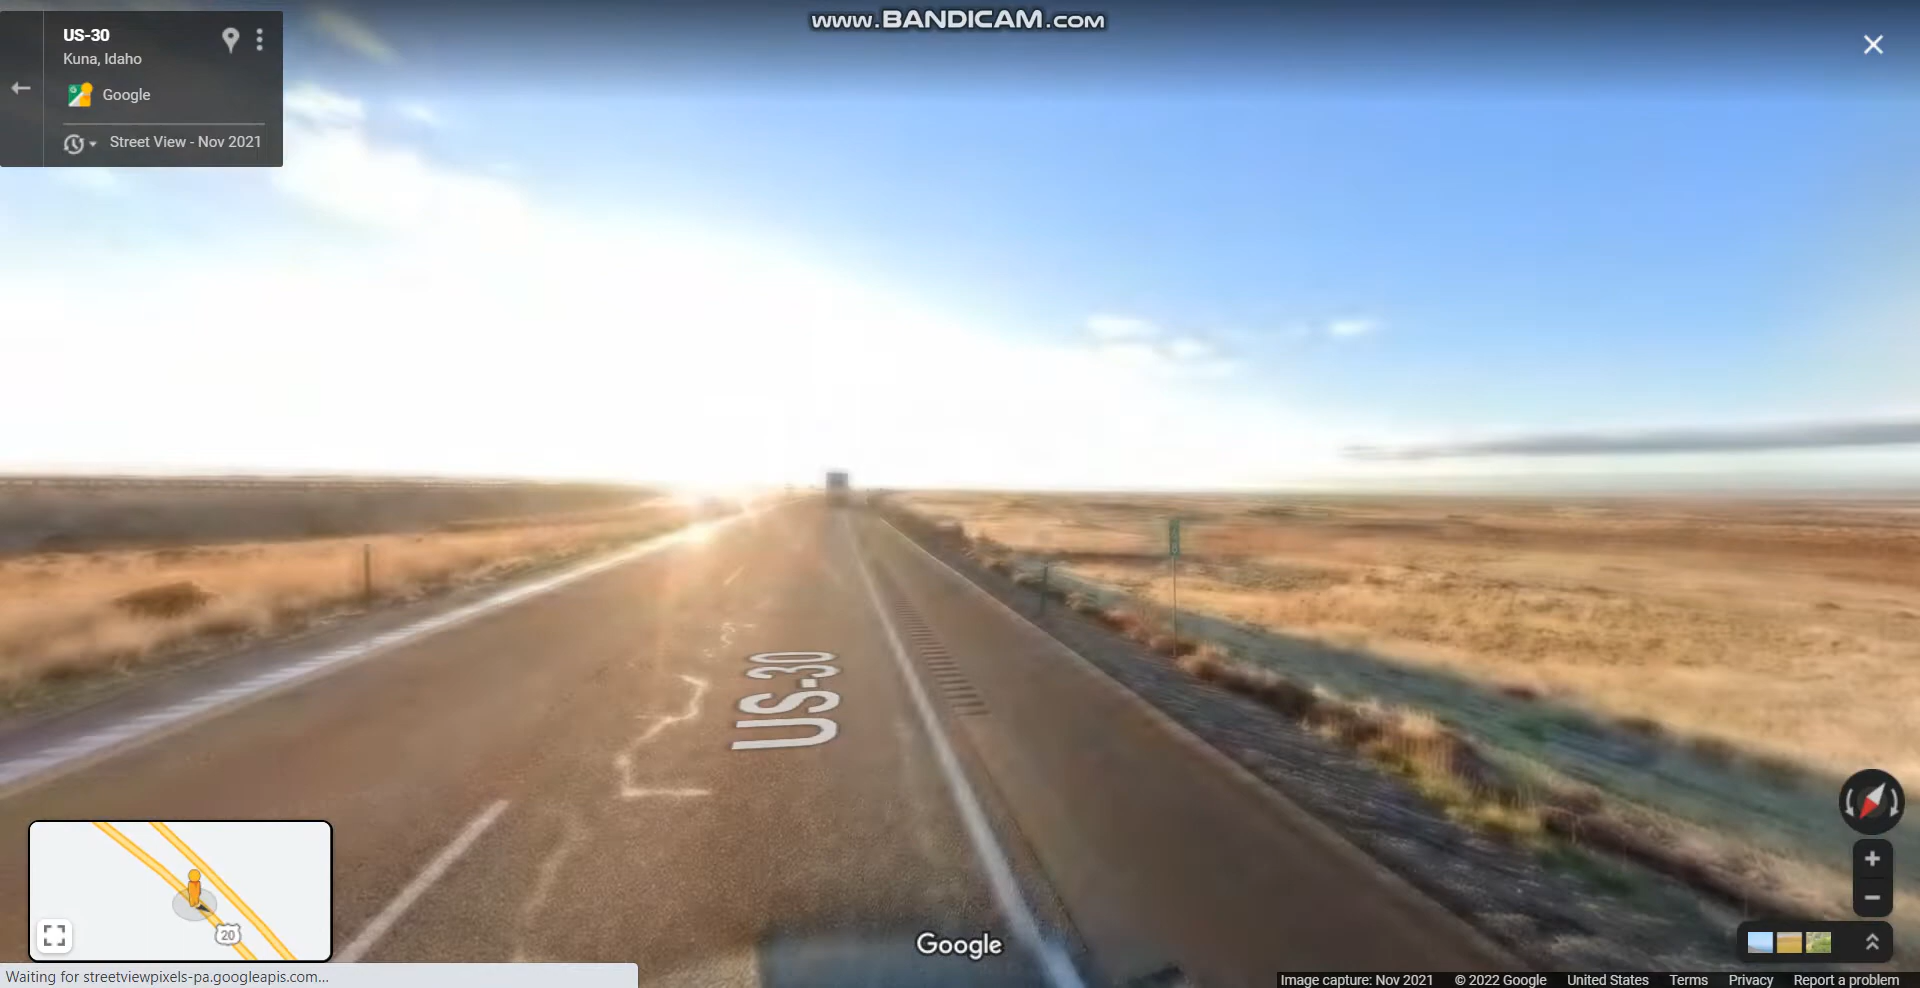 www.BANDICAM.com
US-30
Kuna, Idaho
Google
Street View - Nov 2021
US-30
20
Google
Waiting for streetviewpixels-pa.googleapis.com...
Image capture: Nov 2021 © 2022 Google United States Terms Privacy Report a problem